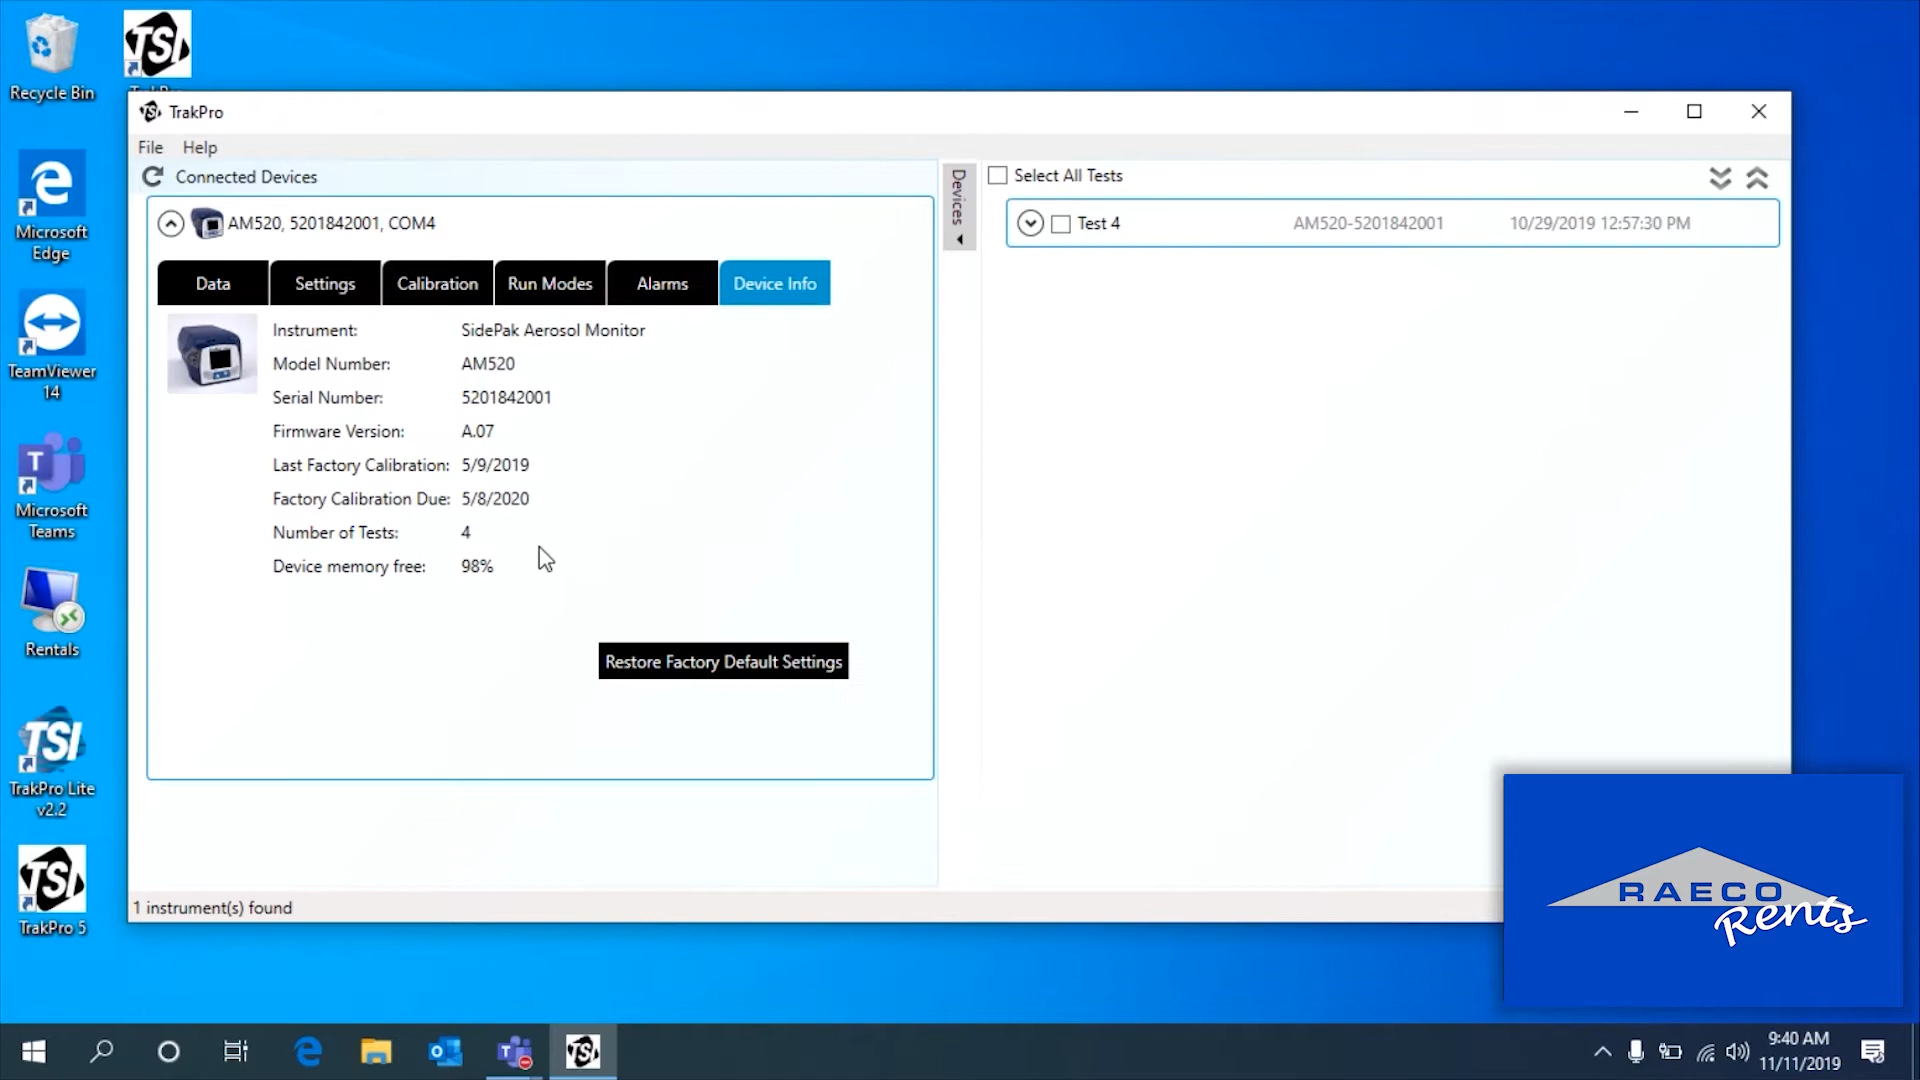 Recycle Bin
TSI
TrakPro
File Help
Connected Devices
AM520, 5201842001, COM4
Data Settings Calibration Run Modes Alarms Device Info
Instrument: SidePak Aerosol Monitor
Model Number: AM520
Serial Number: 5201842001
Firmware Version: A.07
Last Factory Calibration: 5/9/2019
Factory Calibration Due: 5/8/2020
Number of Tests: 4
Device memory free: 98%
Restore Factory Default Settings
1 instrument(s) found
Devices
Select All Tests
Test 4 AM520-5201842001 10/29/2019 12:57:30 PM
Microsoft
Edge
TeamViewer
14
T
Microsoft
Teams
Rentals
TSI
TrakPro Lite
v2.2
TSI
TrakPro 5
RAECO
Rents
TSI
9:40 AM
11/11/2019